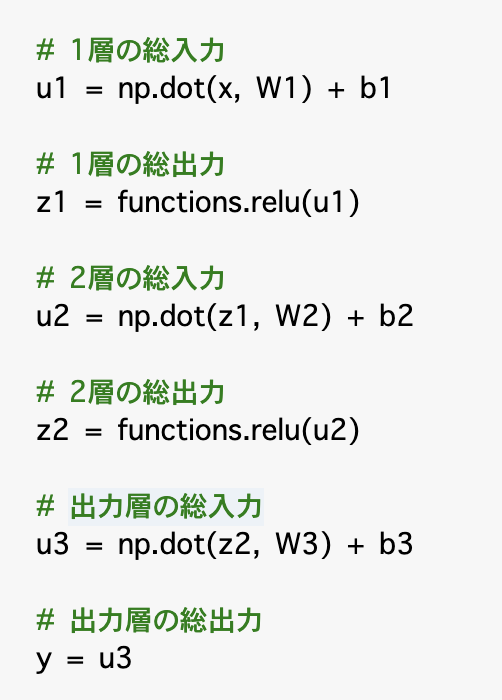 # 1層の総入力
u1 = np.dot(x, W1) + b1
# 1層の総出力
z1 = functions.relu(u1)
# 2層の総入力
u2 = np.dot(z1, W2) + b2
# 2層の総出力
z2 = functions.relu(u2)
# 出力層の総入力
u3 = np.dot(z2, W3) + b3
# 出力層の総出力
y = u3